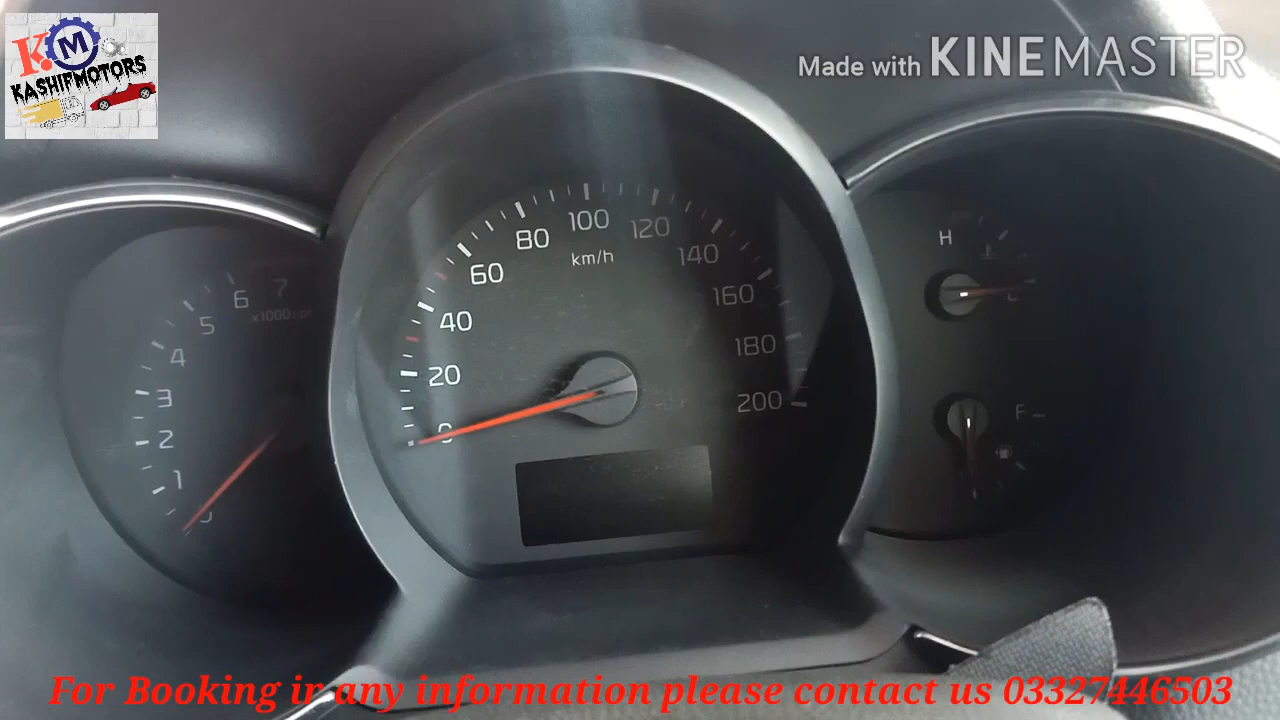 K.M
KASHIFMOTORS
Made with KINEMASTER
7
6
x1000
5
4
3
2
1
100
80
120
km/h
140
60
160
40
180
20
200
0
H
F
For Booking ir any information please contact us 03327446503